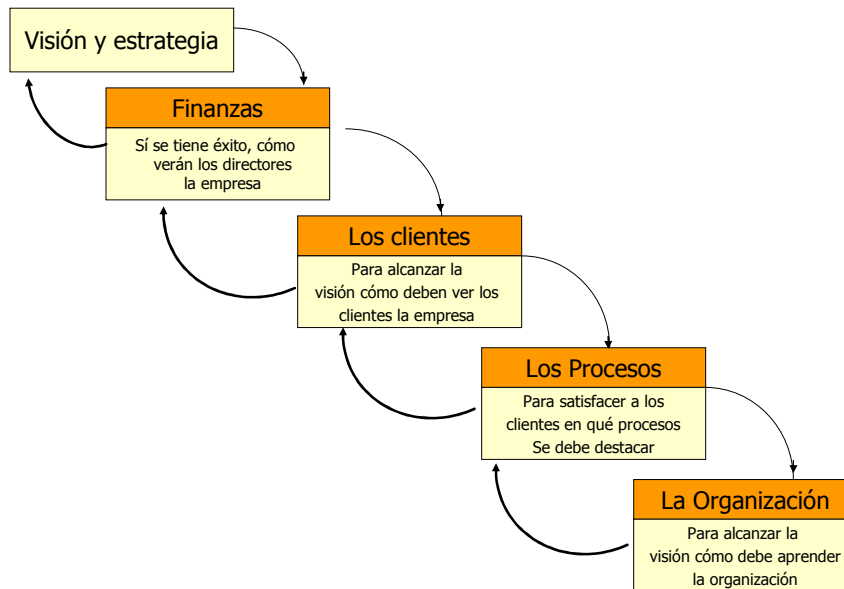 Visión y estrategia
Finanzas
Sí se tiene éxito, cómo
verán los directores
la empresa
Los clientes
Para alcanzar la
visión cómo deben ver los
clientes la empresa
Los Procesos
Para satisfacer a los
clientes en qué procesos
Se debe destacar
La Organización
Para alcanzar la
visión cómo debe aprender
la organización